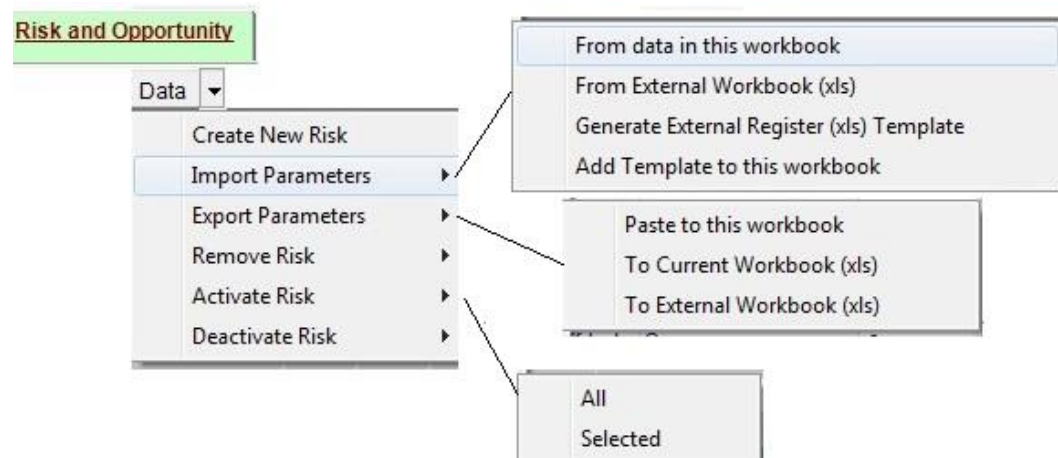 Risk and Opportunity
Data
Create New Risk
Import Parameters
Export Parameters
Remove Risk
Activate Risk
Deactivate Risk
From data in this workbook
From External Workbook (xls)
Generate External Register (xls) Template
Add Template to this workbook
Paste to this workbook
To Current Workbook (xls)
To External Workbook (xls)
All
Selected